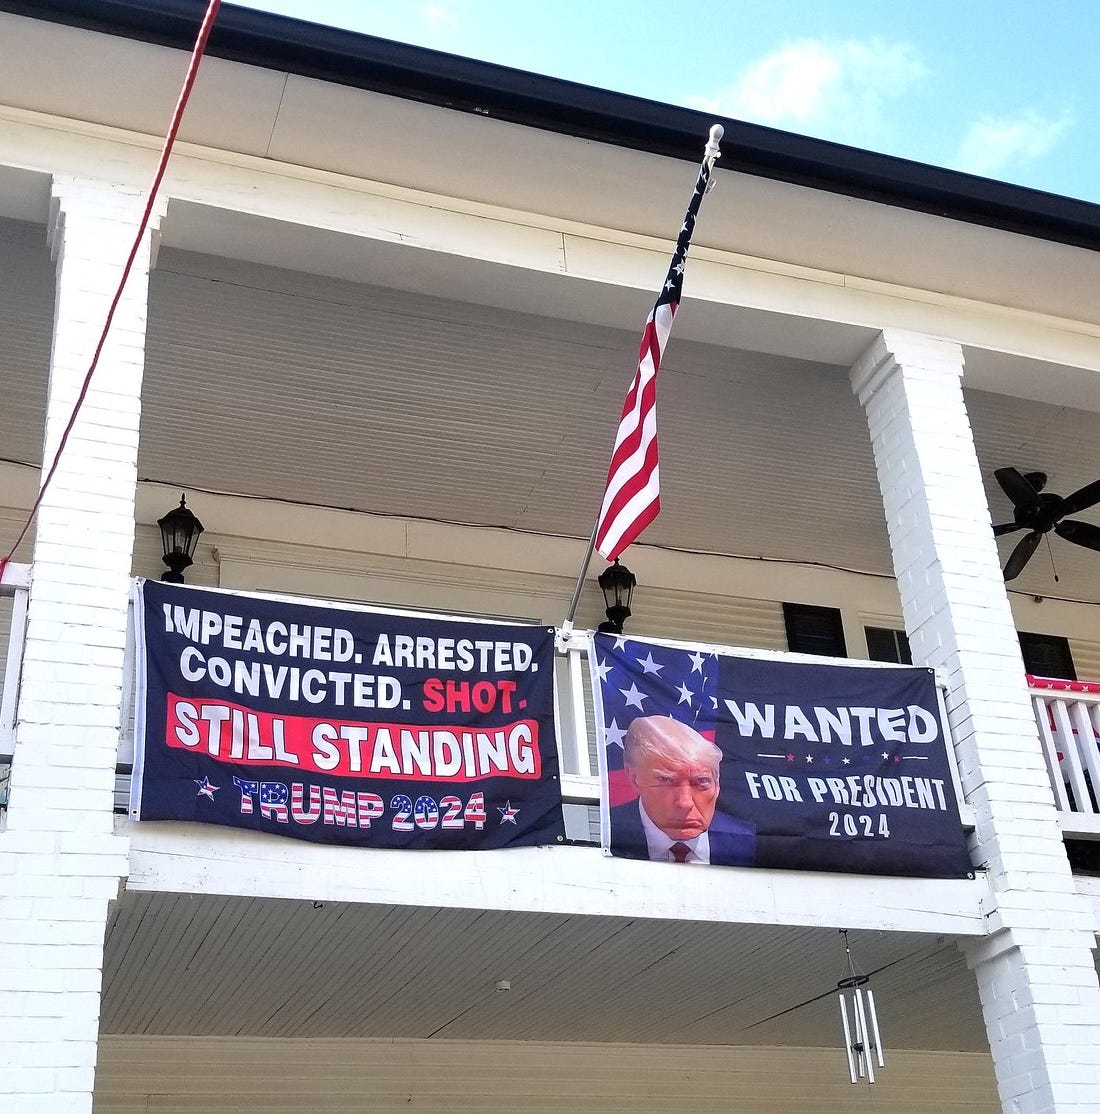 IMPEACHED. ARRESTED.
CONVICTED. SHOT.
STILL STANDING
TRUMP 2024
WANTED
FOR PRESIDENT
2024